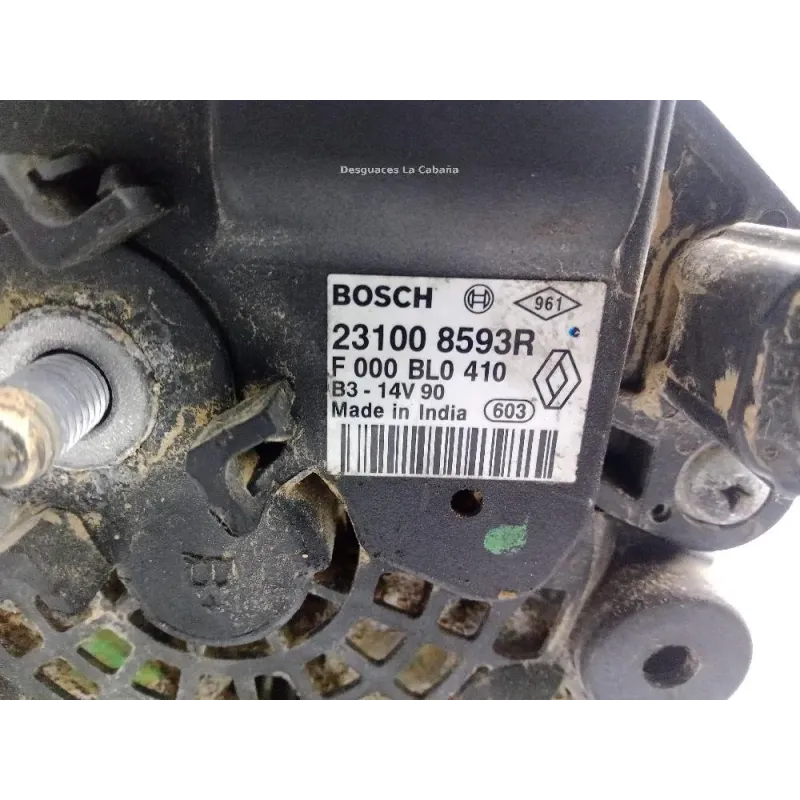 Desguaces La Cabaña
BOSCH 961
23100 8593R
F 000 BL0 410
B3 - 14V 90
Made in India 603
B+